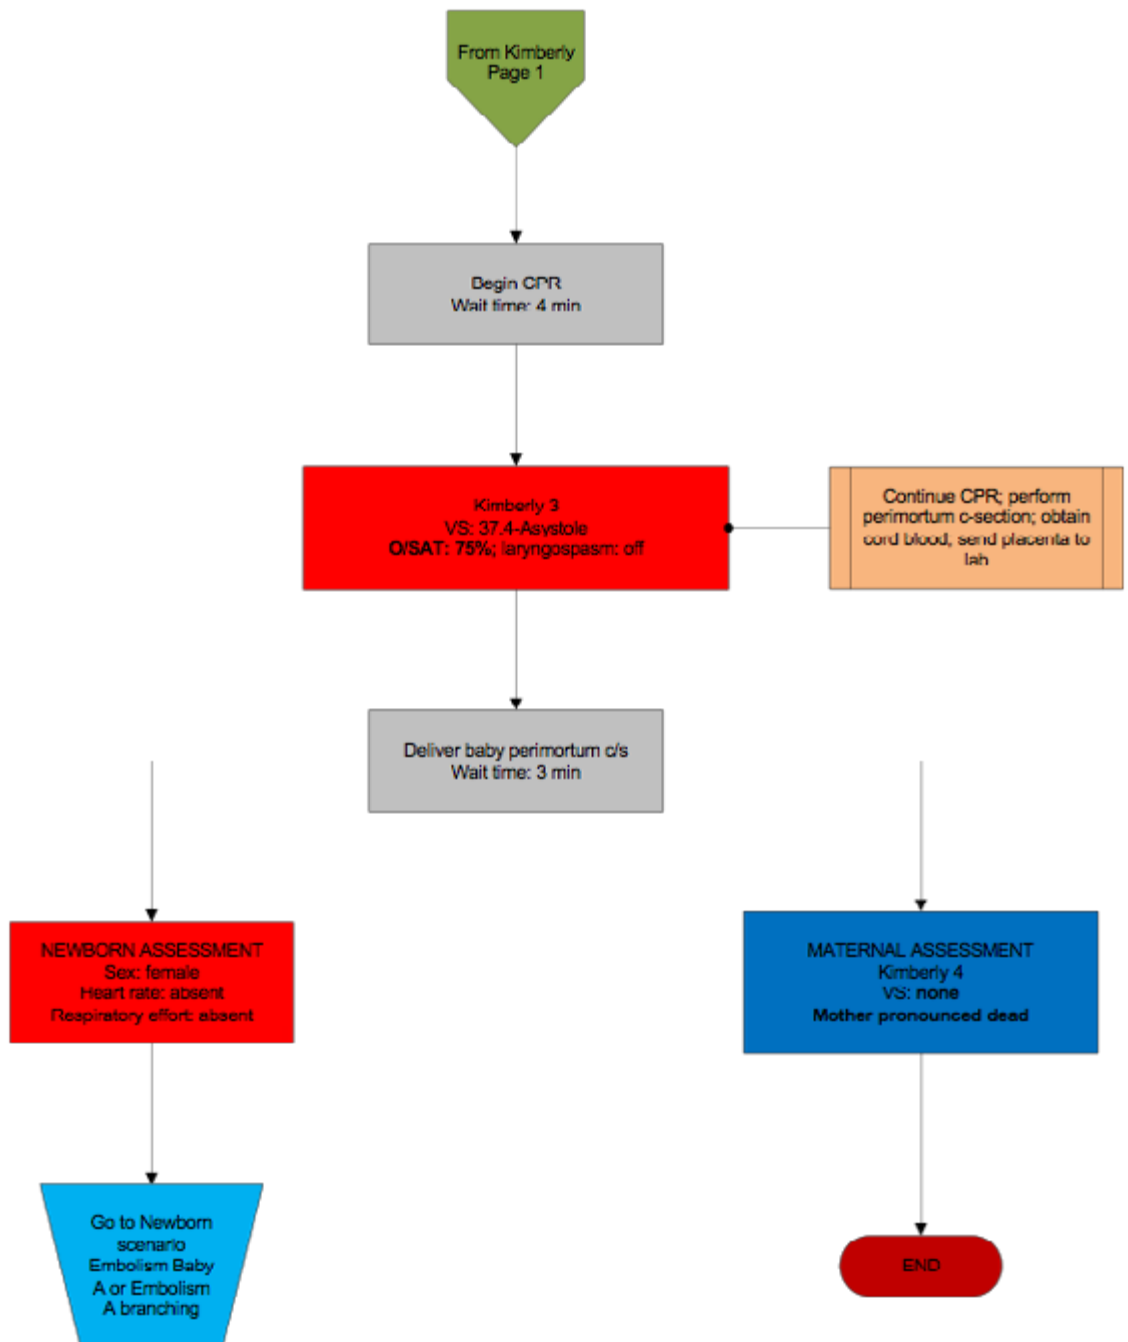 From Kimberly
Page 1
Begin CPR
Wait time: 4 min
Kimberly 3
VS: 37.4-Asystole
O/SAT: 75%; laryngospasm: off
Continue CPR; perform
perimortum c-section; obtain
cord blood, send placenta to
lab
Deliver baby perimortum c/s
Wait time: 3 min
NEWBORN ASSESSMENT
Sex: female
Heart rate: absent
Respiratory effort: absent
MATERNAL ASSESSMENT
Kimberly 4
VS: none
Mother pronounced dead
Go to Newborn
scenario
Embolism Baby
A or Embolism
A branching
END